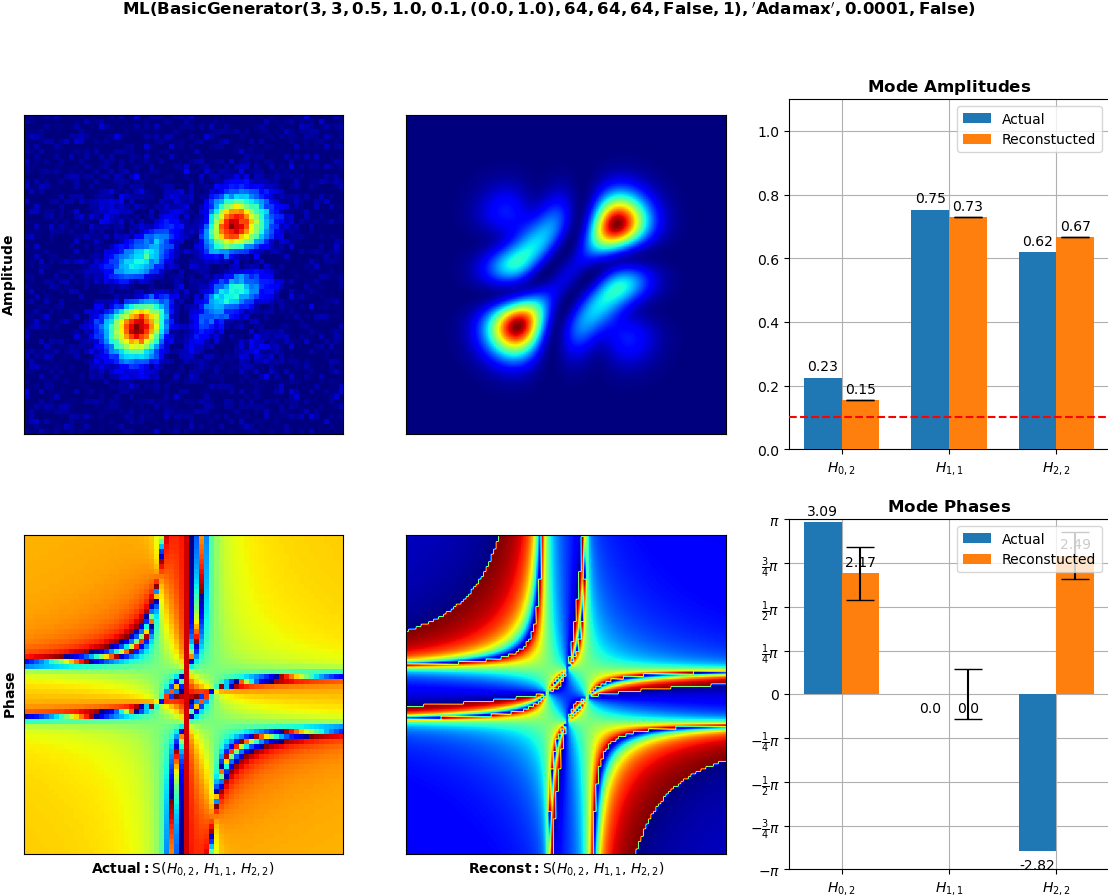 ML(BasicGenerator(3, 3, 0.5, 1.0, 0.1, (0.0, 1.0), 64, 64, 64, False, 1), ′Adamax′, 0.0001, False)
Amplitude
Mode Amplitudes
Actual
Reconstucted
1.0
0.8
0.6
0.4
0.2
0.0
0.23
0.15
0.75
0.73
0.62
0.67
H0, 2
H1, 1
H2, 2
Phase
Actual: S(H0, 2, H1, 1, H2, 2)
Reconst: S(H0, 2, H1, 1, H2, 2)
Mode Phases
Actual
Reconstucted
π
3/4π
1/2π
1/4π
0
−1/4π
−1/2π
−3/4π
−π
3.09
2.17
0.0
0.0
-2.82
2.49
H0, 2
H1, 1
H2, 2